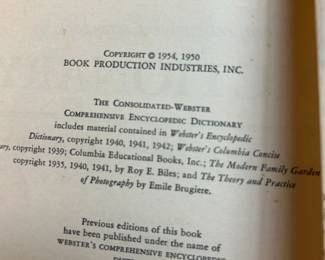 COPYRIGHT © 1954, 1950
BOOK PRODUCTION INDUSTRIES, INC.
THE CONSOLIDATED-WEBSTER
COMPREHENSIVE ENCYCLOPEDIC DICTIONARY
includes material contained in Webster's Encyclopedic
Dictionary, copyright 1940, 1941, 1942; Webster's Columbia Concise
copyright 1939; Columbia Educational Books, Inc.; The Modern Family Garden
copyright 1935, 1940, 1941, by Roy E. Biles; and The Theory and Practice
of Photography by Emile Brugiere.
Previous editions of this book
have been published under the name of
WEBSTER'S COMPREHENSIVE ENCYCLOPEDIC